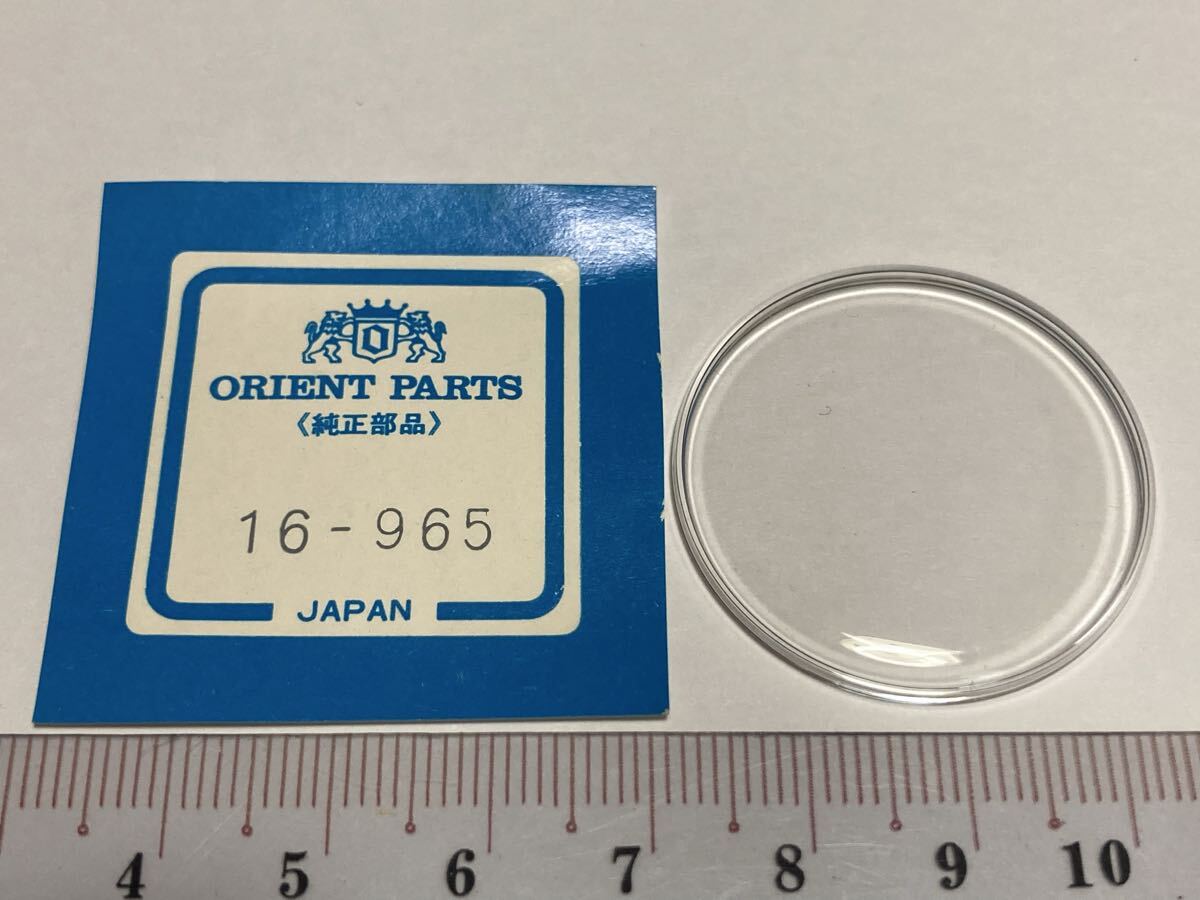 O
ORIENT PARTS
《純正部品》
16-965
JAPAN
4 5 6 7 8 9 10